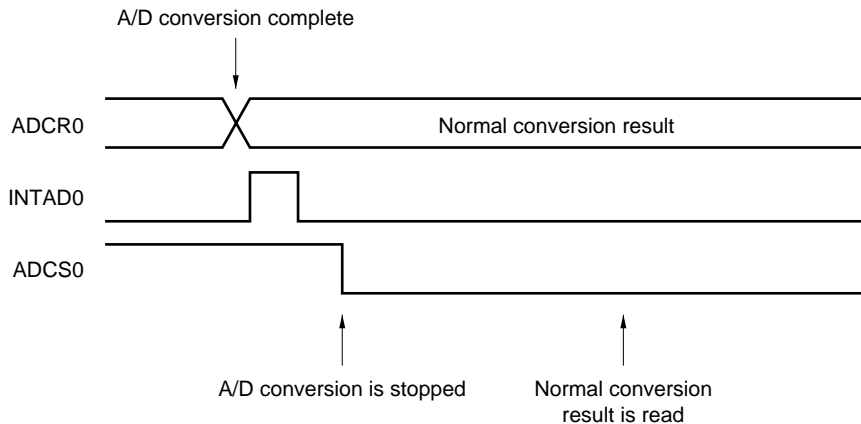 A/D conversion complete
ADCR0
Normal conversion result
INTAD0
ADCS0
A/D conversion is stopped
Normal conversion
result is read